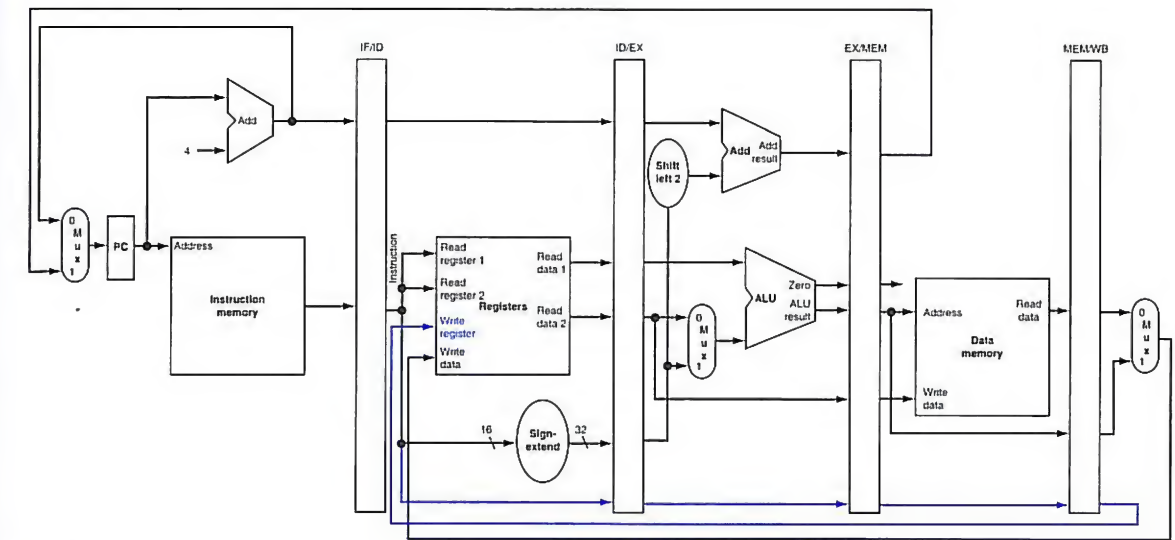 IF/ID
ID/EX
EX/MEM
MEM/WB
Add
4
Shift
left 2
Add
Add
result
0
M
u
x
1
PC
Address
Instruction
memory
Instruction
Read
register 1
Read
register 2
Registers
Write
register
Write
data
Read
data 1
Read
data 2
0
M
u
x
1
ALU
Zero
ALU
result
Address
Read
data
Data
memory
Write
data
0
M
u
x
1
16
Sign-
extend
32